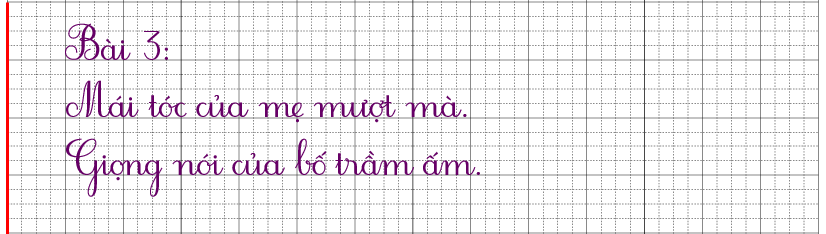 Bài 3:
Mái tóc của mẹ mượt mà.
Giọng nói của bố trầm ấm.